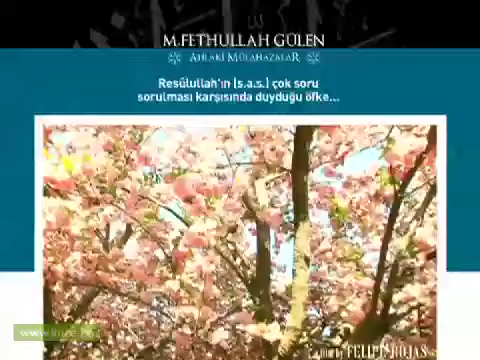 M.FETHULLAH GÜLEN
AHLAKİ MÜLAHAZALAR
Resûlullah'ın (s.a.s.) çok soru
sorulması karşısında duyduğu öfke...
FELIPE ROJAS